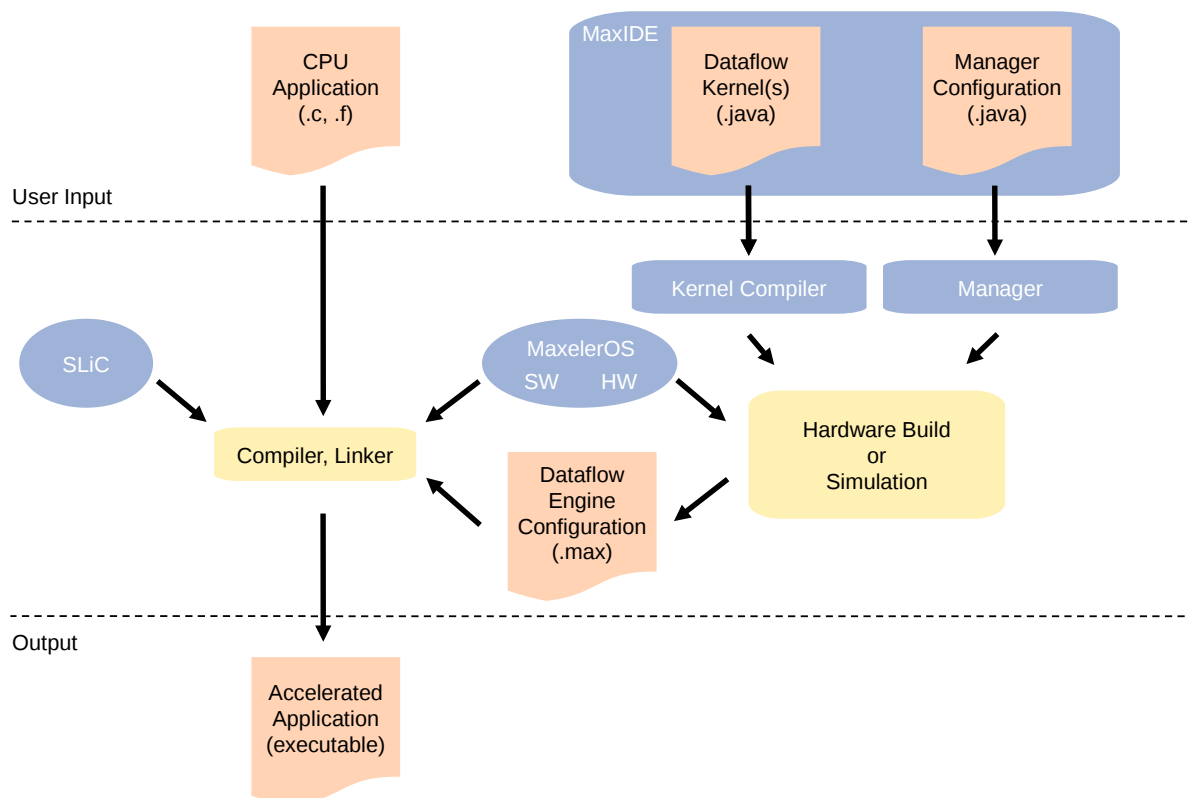 MaxIDE
CPU
Application
(.c, .f)
Dataflow
Kernel(s)
(.java)
Manager
Configuration
(.java)
User Input
Kernel Compiler
Manager
SLiC
MaxelerOS
SW HW
Compiler, Linker
Hardware Build
or
Simulation
Dataflow
Engine
Configuration
(.max)
Output
Accelerated
Application
(executable)